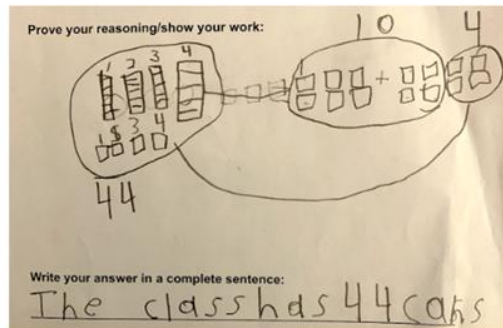 Prove your reasoning/show your work:
10 4
1 2 3 4
+
1 3 4
44
Write your answer in a complete sentence:
The class has 44 cans